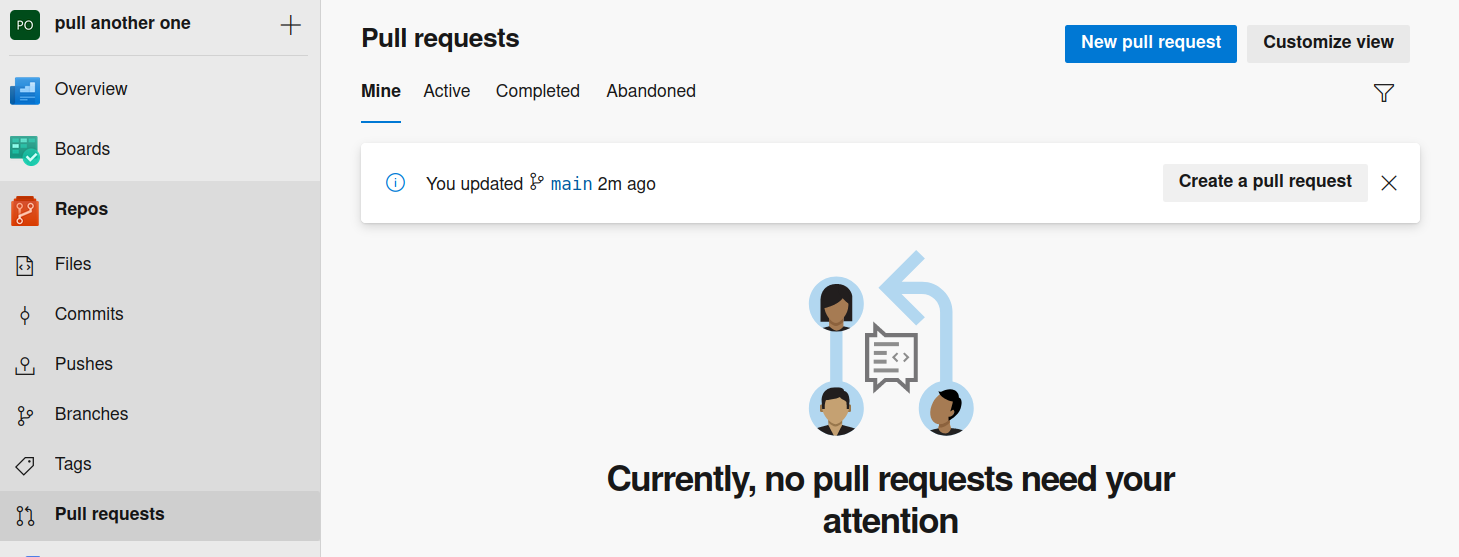 PO pull another one
Overview
Boards
Repos
Files
Commits
Pushes
Branches
Tags
Pull requests
Pull requests
New pull request
Customize view
Mine Active Completed Abandoned
You updated main 2m ago
Create a pull request
Currently, no pull requests need your
attention